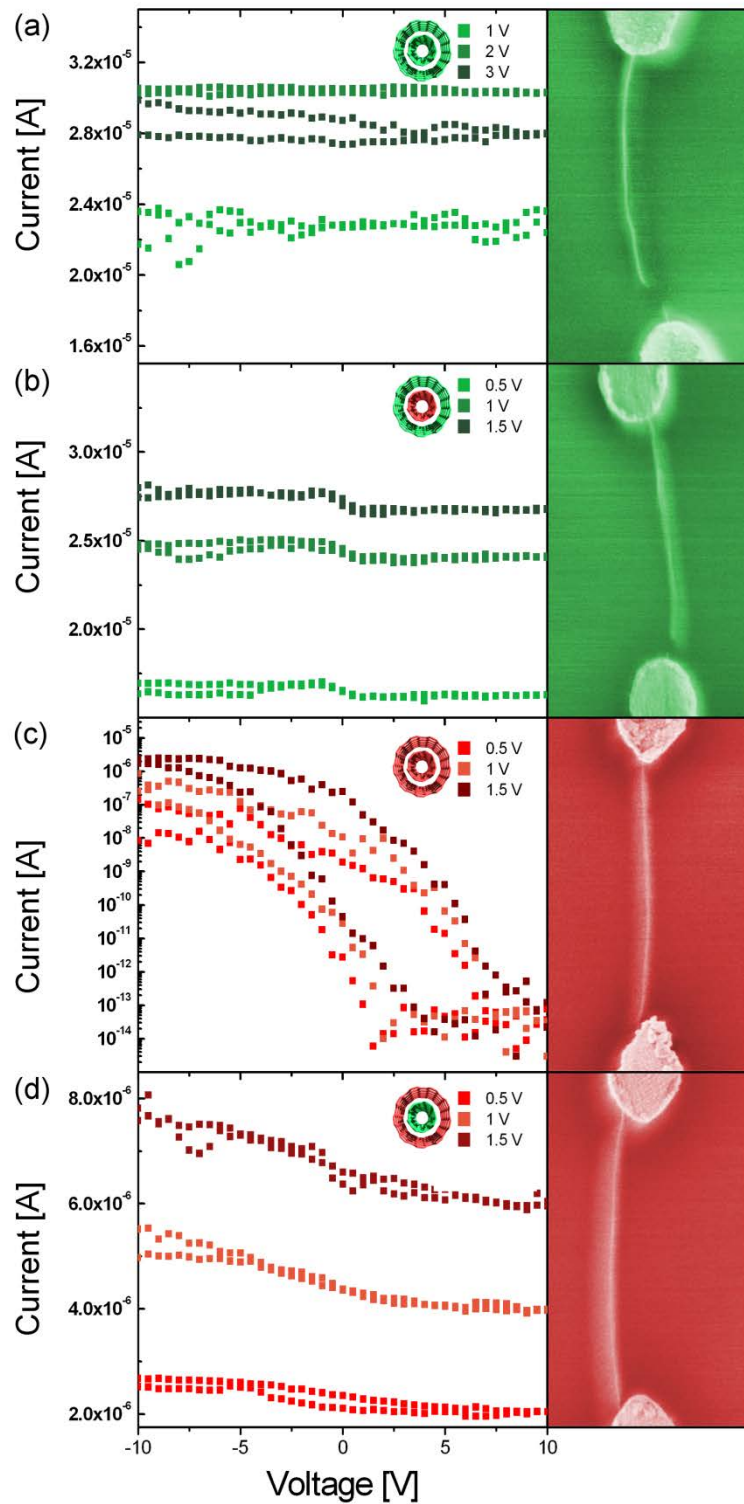 (a)
1 V
2 V
3 V
3.2x10-5
2.8x10-5
2.4x10-5
2.0x10-5
1.6x10-5
Current [A]
(b)
0.5 V
1 V
1.5 V
3.0x10-5
2.5x10-5
2.0x10-5
Current [A]
(c)
0.5 V
1 V
1.5 V
10-5
10-6
10-7
10-8
10-9
10-10
10-11
10-12
10-13
10-14
Current [A]
(d)
0.5 V
1 V
1.5 V
8.0x10-6
6.0x10-6
4.0x10-6
2.0x10-6
Current [A]
-10 -5 0 5 10
Voltage [V]